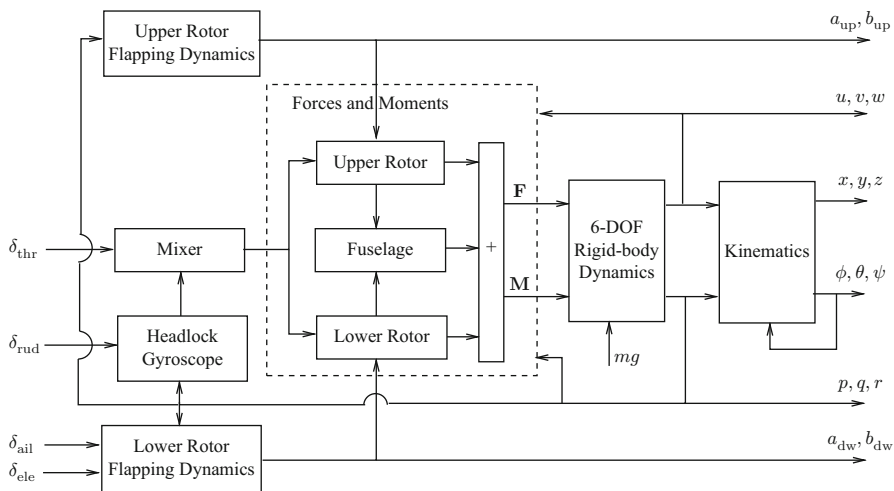 Upper Rotor
Flapping Dynamics
a_up, b_up
Forces and Moments
u, v, w
Upper Rotor
F
x, y, z
δ_thr
Mixer
Fuselage
+
6-DOF
Rigid-body
Dynamics
Kinematics
M
ϕ, θ, ψ
δ_rud
Headlock
Gyroscope
Lower Rotor
mg
p, q, r
δ_ail
δ_ele
Lower Rotor
Flapping Dynamics
a_dw, b_dw